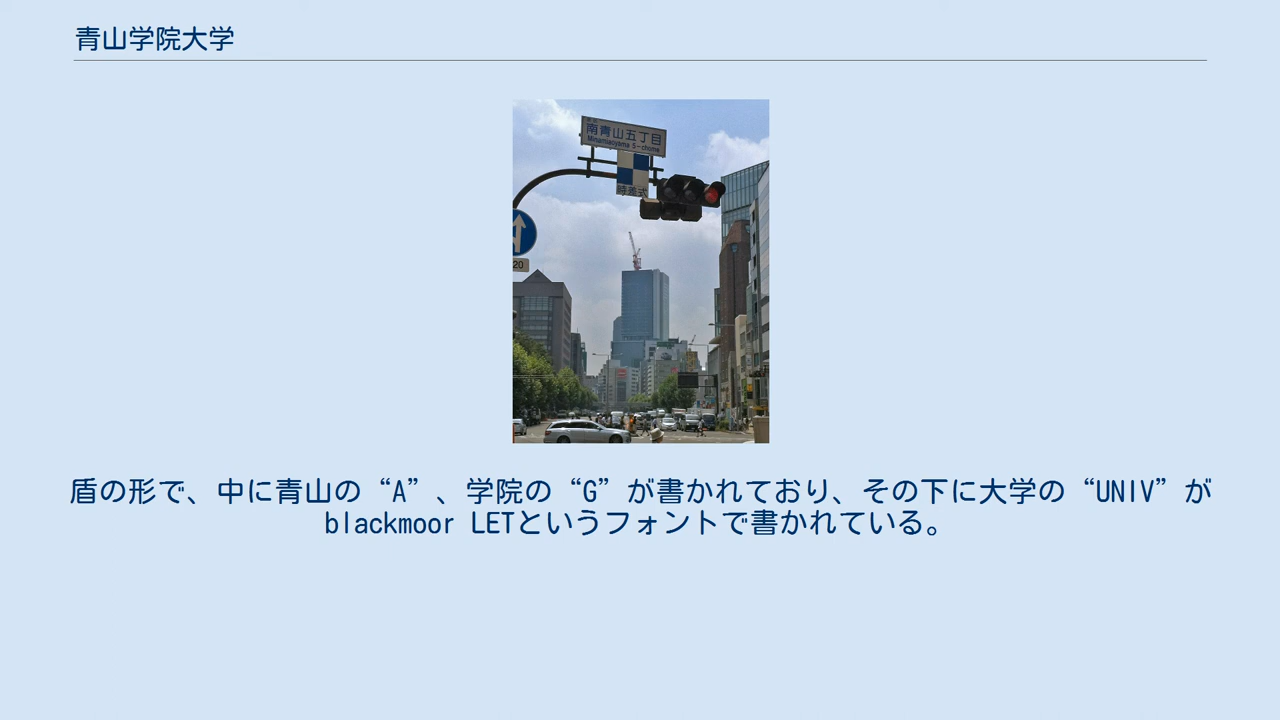 青山学院大学
南青山五丁目
Minamiaoyama 5-chome
時差式
20
盾の形で、中に青山の“A”、学院の“G”が書かれており、その下に大学の“UNIV”が
blackmoor LETというフォントで書かれている。